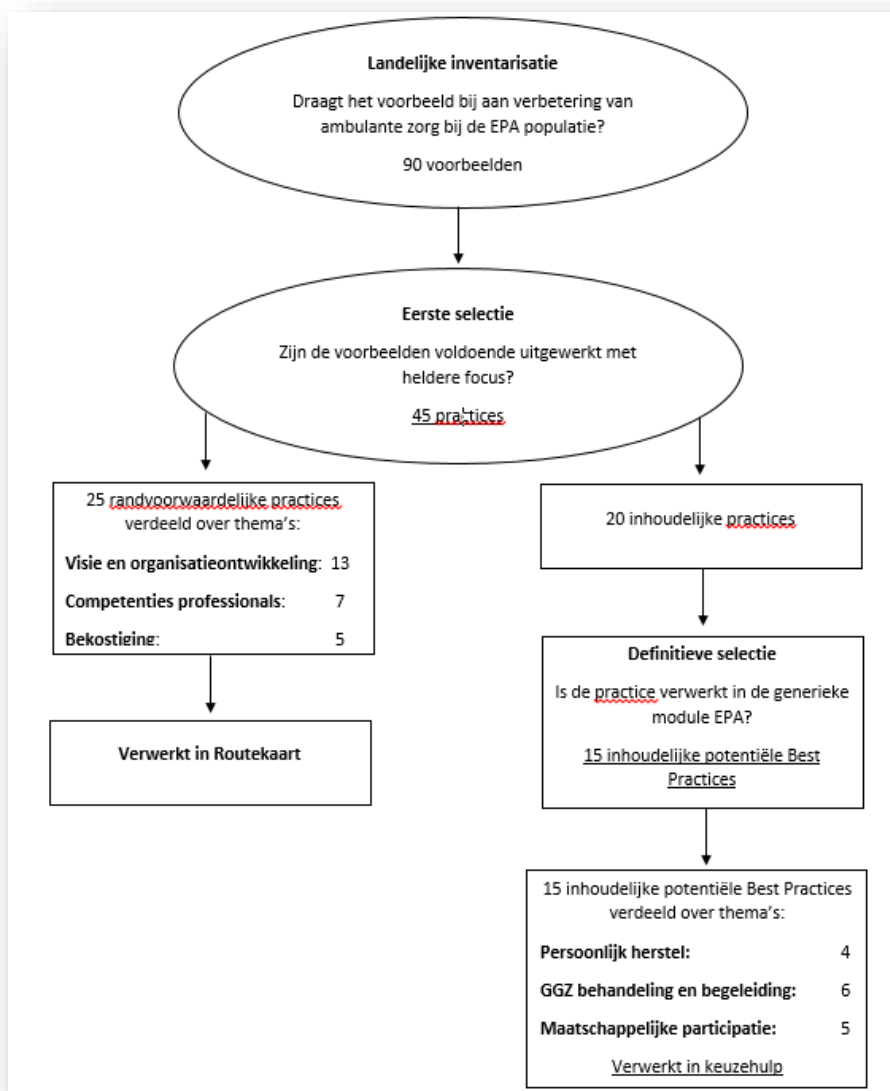 Landelijke inventarisatie
Draagt het voorbeeld bij aan verbetering van
ambulante zorg bij de EPA populatie?
90 voorbeelden
Eerste selectie
Zijn de voorbeelden voldoende uitgewerkt met
heldere focus?
45 practices
25 randvoorwaardelijke practices
verdeeld over thema's:
Visie en organisatieontwikkeling: 13
Competenties professionals: 7
Bekostiging: 5
Verwerkt in Routekaart
20 inhoudelijke practices
Definitieve selectie
Is de practice verwerkt in de generieke
module EPA?
15 inhoudelijke potentiële Best
Practices
15 inhoudelijke potentiële Best Practices
verdeeld over thema's:
Persoonlijk herstel: 4
GGZ behandeling en begeleiding: 6
Maatschappelijke participatie: 5
Verwerkt in keuzehulp